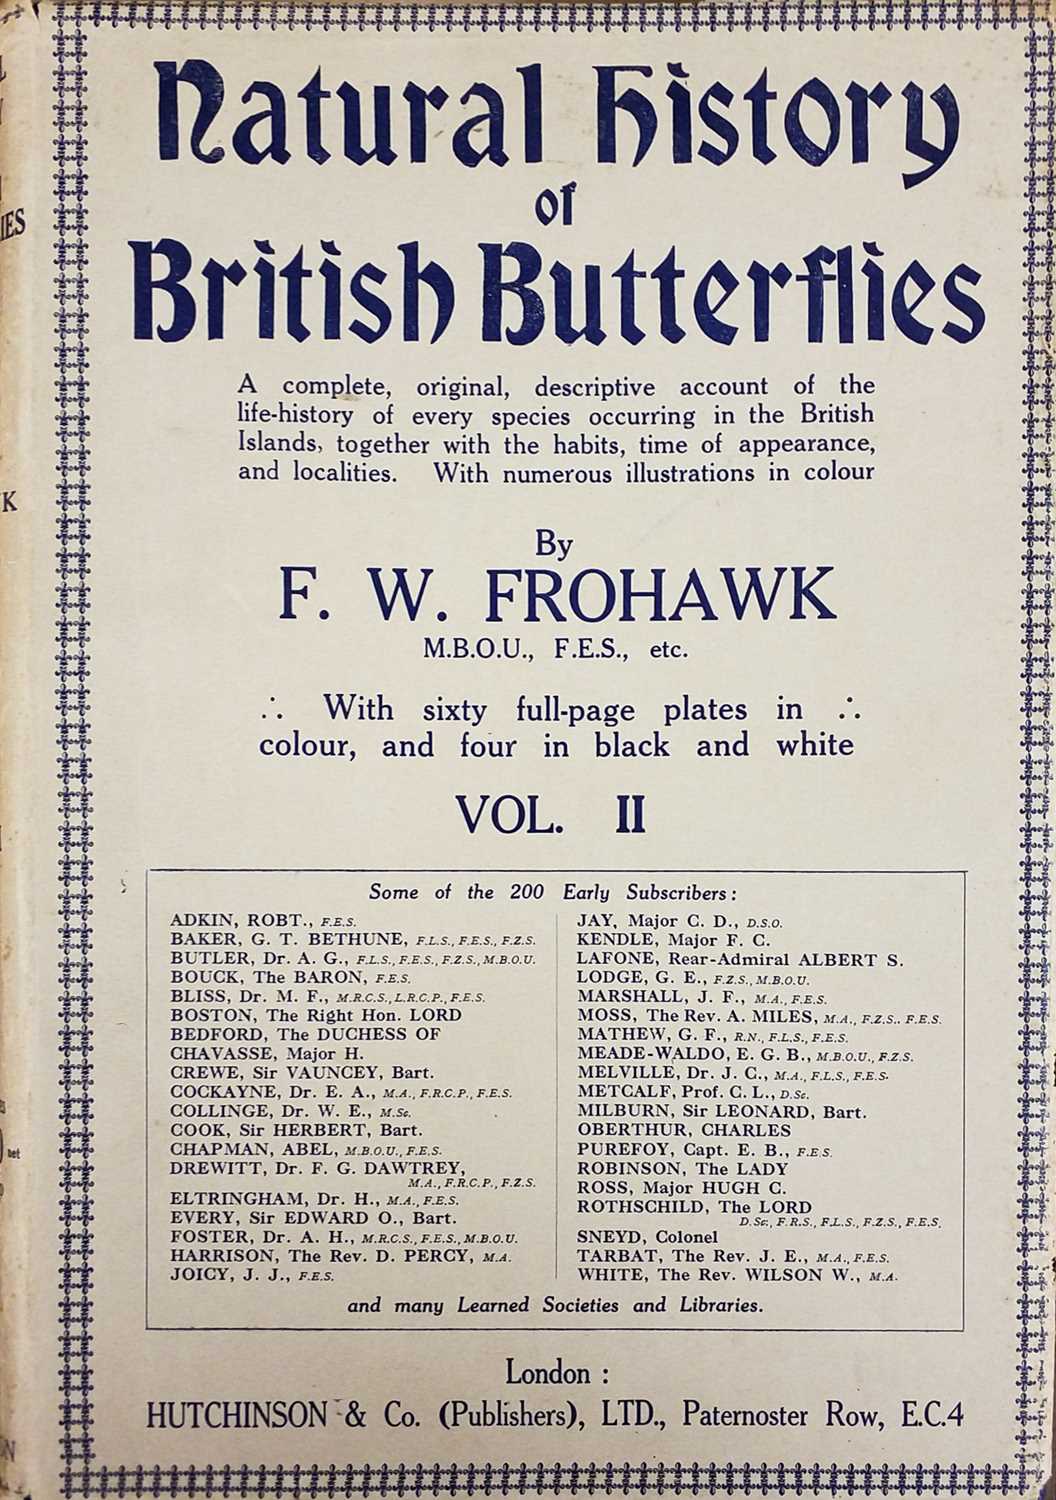 Natural History
of
British Butterflies
A complete, original, descriptive account of the
life-history of every species occurring in the British
Islands, together with the habits, time of appearance,
and localities. With numerous illustrations in colour
By
F. W. FROHAWK
M.B.O.U., F.E.S., etc.
∴ With sixty full-page plates in ∴
colour, and four in black and white
VOL. II
Some of the 200 Early Subscribers:
ADKIN, ROBT., F.E.S.
BAKER, G. T. BETHUNE, F.L.S., F.E.S., F.Z.S.
BUTLER, Dr. A. G., F.L.S., F.E.S., F.Z.S., M.B.O.U.
BOUCK, The BARON, F.E.S.
BLISS, Dr. M. F., M.R.C.S., L.R.C.P., F.E.S.
BOSTON, The Right Hon. LORD
BEDFORD, The DUCHESS OF
CHAVASSE, Major H.
CREWE, Sir VAUNCEY, Bart.
COCKAYNE, Dr. E. A., M.A., F.R.C.P., F.E.S.
COLLINGE, Dr. W. E., M.Sc.
COOK, Sir HERBERT, Bart.
CHAPMAN, ABEL, M.B.O.U., F.E.S.
DREWITT, Dr. F. G. DAWTREY,
M.A., F.R.C.P., F.Z.S.
ELTRINGHAM, Dr. H., M.A., F.E.S.
EVERY, Sir EDWARD O., Bart.
FOSTER, Dr. A. H., M.R.C.S., F.E.S., M.B.O.U.
HARRISON, The Rev. D. PERCY, M.A.
JOICY, J. J., F.E.S.
JAY, Major C. D., D.S.O.
KENDLE, Major F. C.
LAFONE, Rear-Admiral ALBERT S.
LODGE, G. E., F.Z.S., M.B.O.U.
MARSHALL, J. F., M.A., F.E.S.
MOSS, The Rev. A. MILES, M.A., F.Z.S.. F.E.S.
MATHEW, G. F., R.N., F.L.S., F.E.S.
MEADE-WALDO, E. G. B., M.B.O.U., F.Z.S.
MELVILLE, Dr. J. C., M.A., F.L.S., F.E.S.
METCALF, Prof. C. L., D.Sc.
MILBURN, Sir LEONARD, Bart.
OBERTHUR, CHARLES
PUREFOY, Capt. E. B., F.E.S.
ROBINSON, The LADY
ROSS, Major HUGH C.
ROTHSCHILD, The LORD
D.Sc., F.R.S., F.L.S., F.Z.S., F.E.S.
SNEYD, Colonel
TARBAT, The Rev. J. E., M.A., F.E.S.
WHITE, The Rev. WILSON W., M.A.
and many Learned Societies and Libraries.
London :
HUTCHINSON & Co. (Publishers), LTD., Paternoster Row, E.C.4